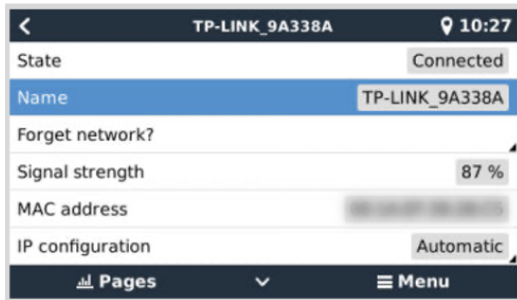 TP-LINK_9A338A 10:27
State Connected
Name TP-LINK_9A338A
Forget network?
Signal strength 87 %
MAC address
IP configuration Automatic
Pages Menu